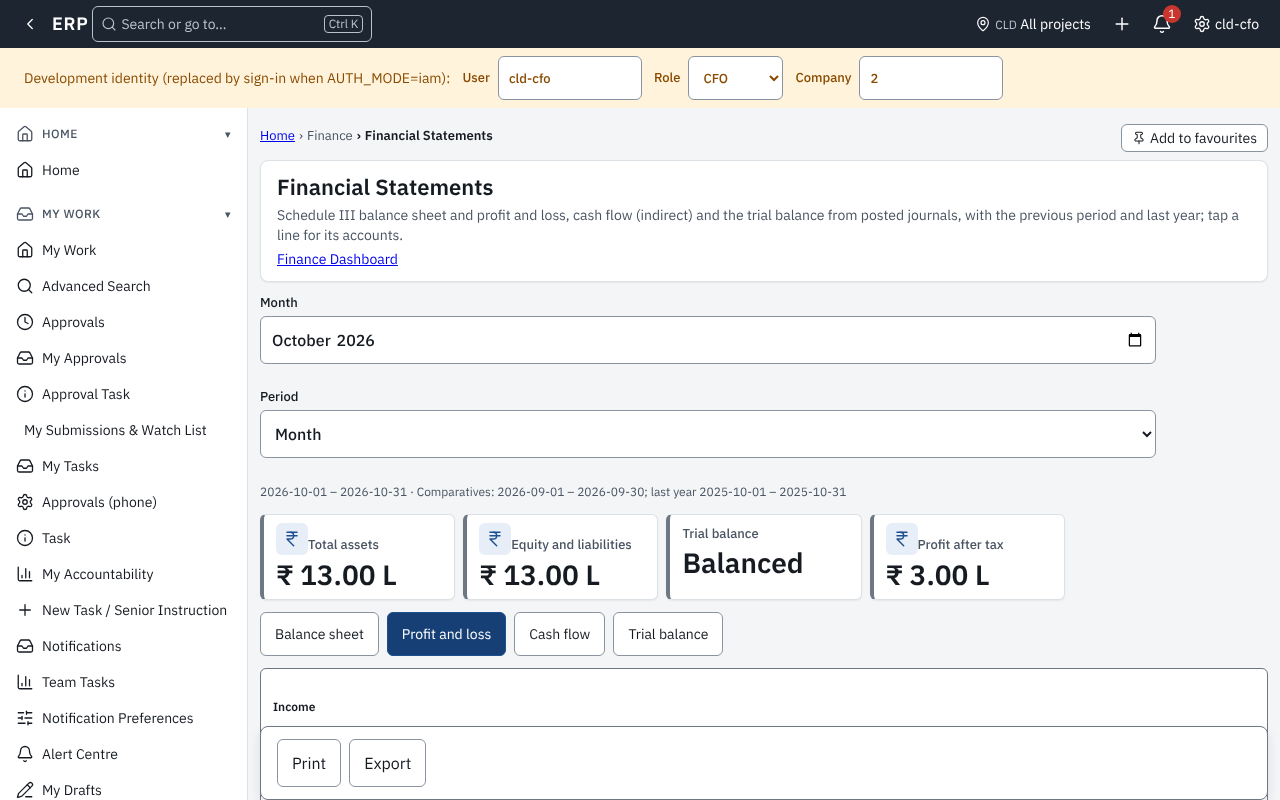 ERP
Search or go to...
Ctrl K
CLD All projects
1
cld-cfo
Development identity (replaced by sign-in when AUTH_MODE=iam):
User
cld-cfo
Role
CFO
Company
2
HOME
Home
MY WORK
My Work
Advanced Search
Approvals
My Approvals
Approval Task
My Submissions & Watch List
My Tasks
Approvals (phone)
Task
My Accountability
New Task / Senior Instruction
Notifications
Team Tasks
Notification Preferences
Alert Centre
My Drafts
Home › Finance › Financial Statements
Add to favourites
Financial Statements
Schedule III balance sheet and profit and loss, cash flow (indirect) and the trial balance from posted journals, with the previous period and last year; tap a
line for its accounts.
Finance Dashboard
Month
October 2026
Period
Month
2026-10-01 – 2026-10-31 · Comparatives: 2026-09-01 – 2026-09-30; last year 2025-10-01 – 2025-10-31
₹ Total assets
₹ 13.00 L
₹ Equity and liabilities
₹ 13.00 L
Trial balance
Balanced
₹ Profit after tax
₹ 3.00 L
Balance sheet
Profit and loss
Cash flow
Trial balance
Income
Print
Export